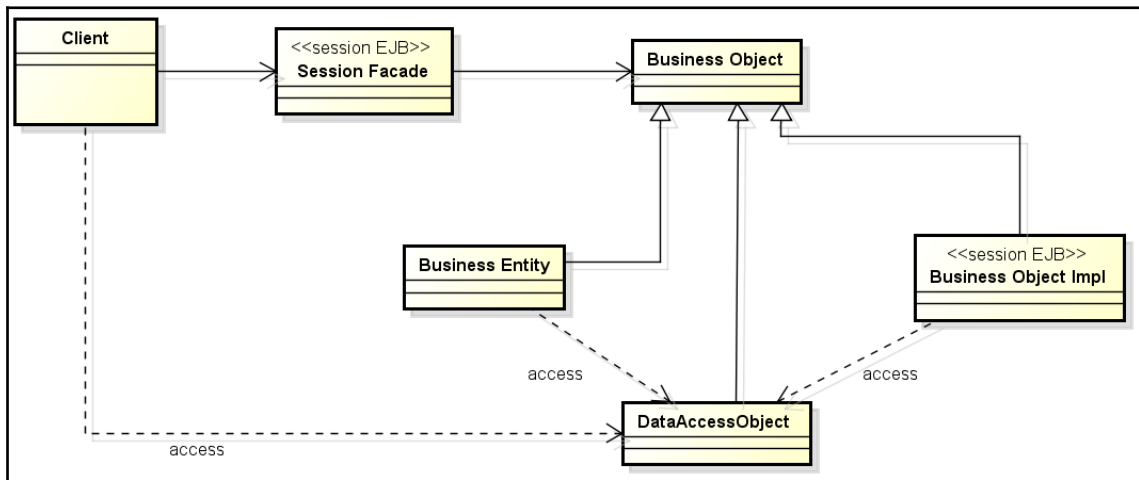 Client
<<session EJB>>
Session Facade
Business Object
Business Entity
<<session EJB>>
Business Object Impl
access
access
DataAccessObject
access